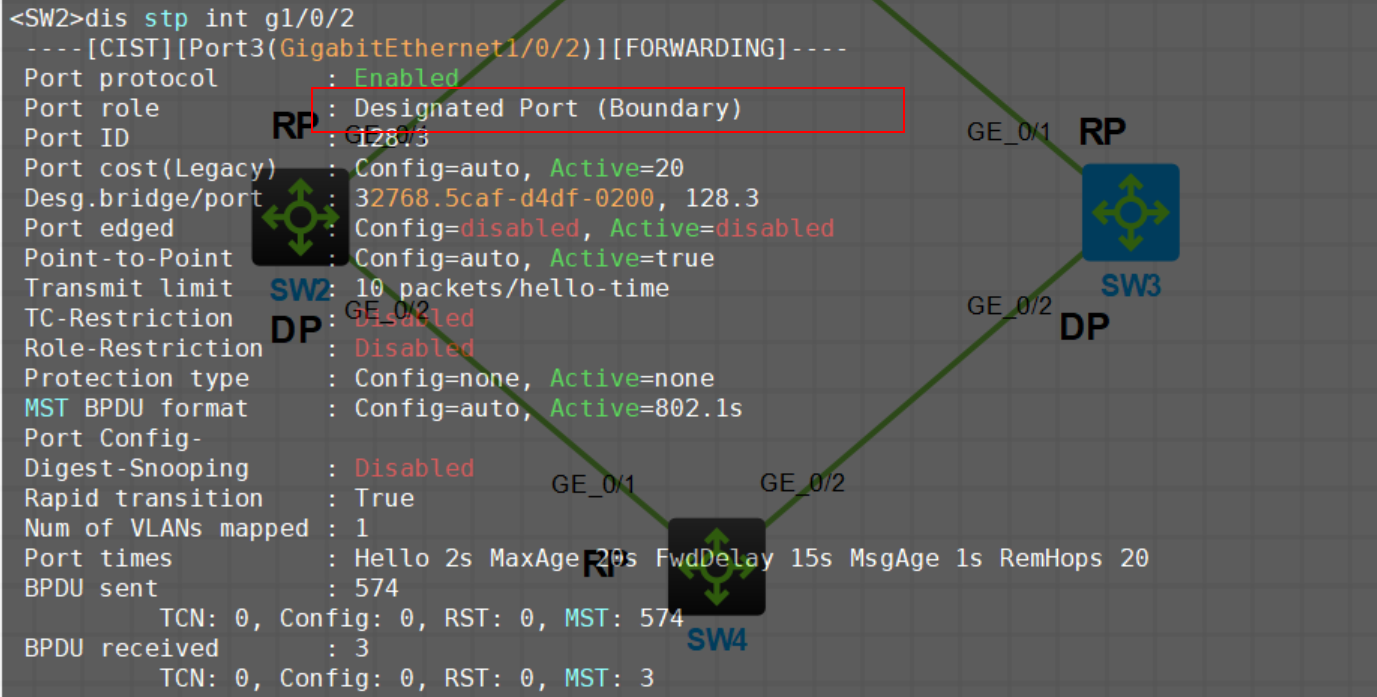 <SW2>dis stp int g1/0/2
----[CIST][Port3(GigabitEthernet1/0/2)][FORWARDING]----
Port protocol : Enabled
Port role : Designated Port (Boundary)
Port ID : 128.3
Port cost(Legacy) : Config=auto, Active=20
Desg.bridge/port : 32768.5caf-d4df-0200, 128.3
Port edged : Config=disabled, Active=disabled
Point-to-Point : Config=auto, Active=true
Transmit limit : 10 packets/hello-time
TC-Restriction : Disabled
Role-Restriction : Disabled
Protection type : Config=none, Active=none
MST BPDU format : Config=auto, Active=802.1s
Port Config-
Digest-Snooping : Disabled
Rapid transition : True
Num of VLANs mapped : 1
Port times : Hello 2s MaxAge 20s FwdDelay 15s MsgAge 1s RemHops 20
BPDU sent : 574
TCN: 0, Config: 0, RST: 0, MST: 574
BPDU received : 3
TCN: 0, Config: 0, RST: 0, MST: 3
RP
GE_0/1
SW2
GE_0/2
DP
GE_0/1
RP
SW3
GE_0/2
DP
GE_0/1
GE_0/2
RP
SW4